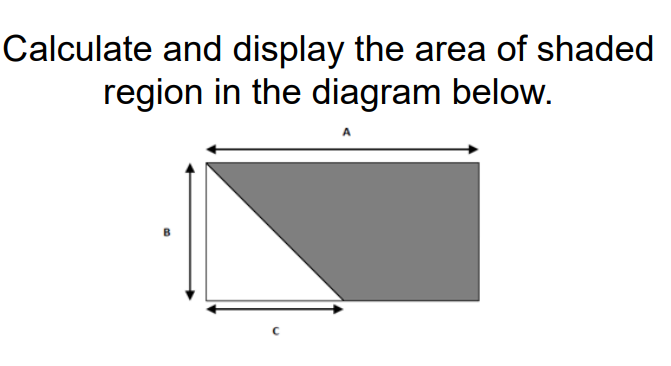 Calculate and display the area of shaded
region in the diagram below.
A
B
C